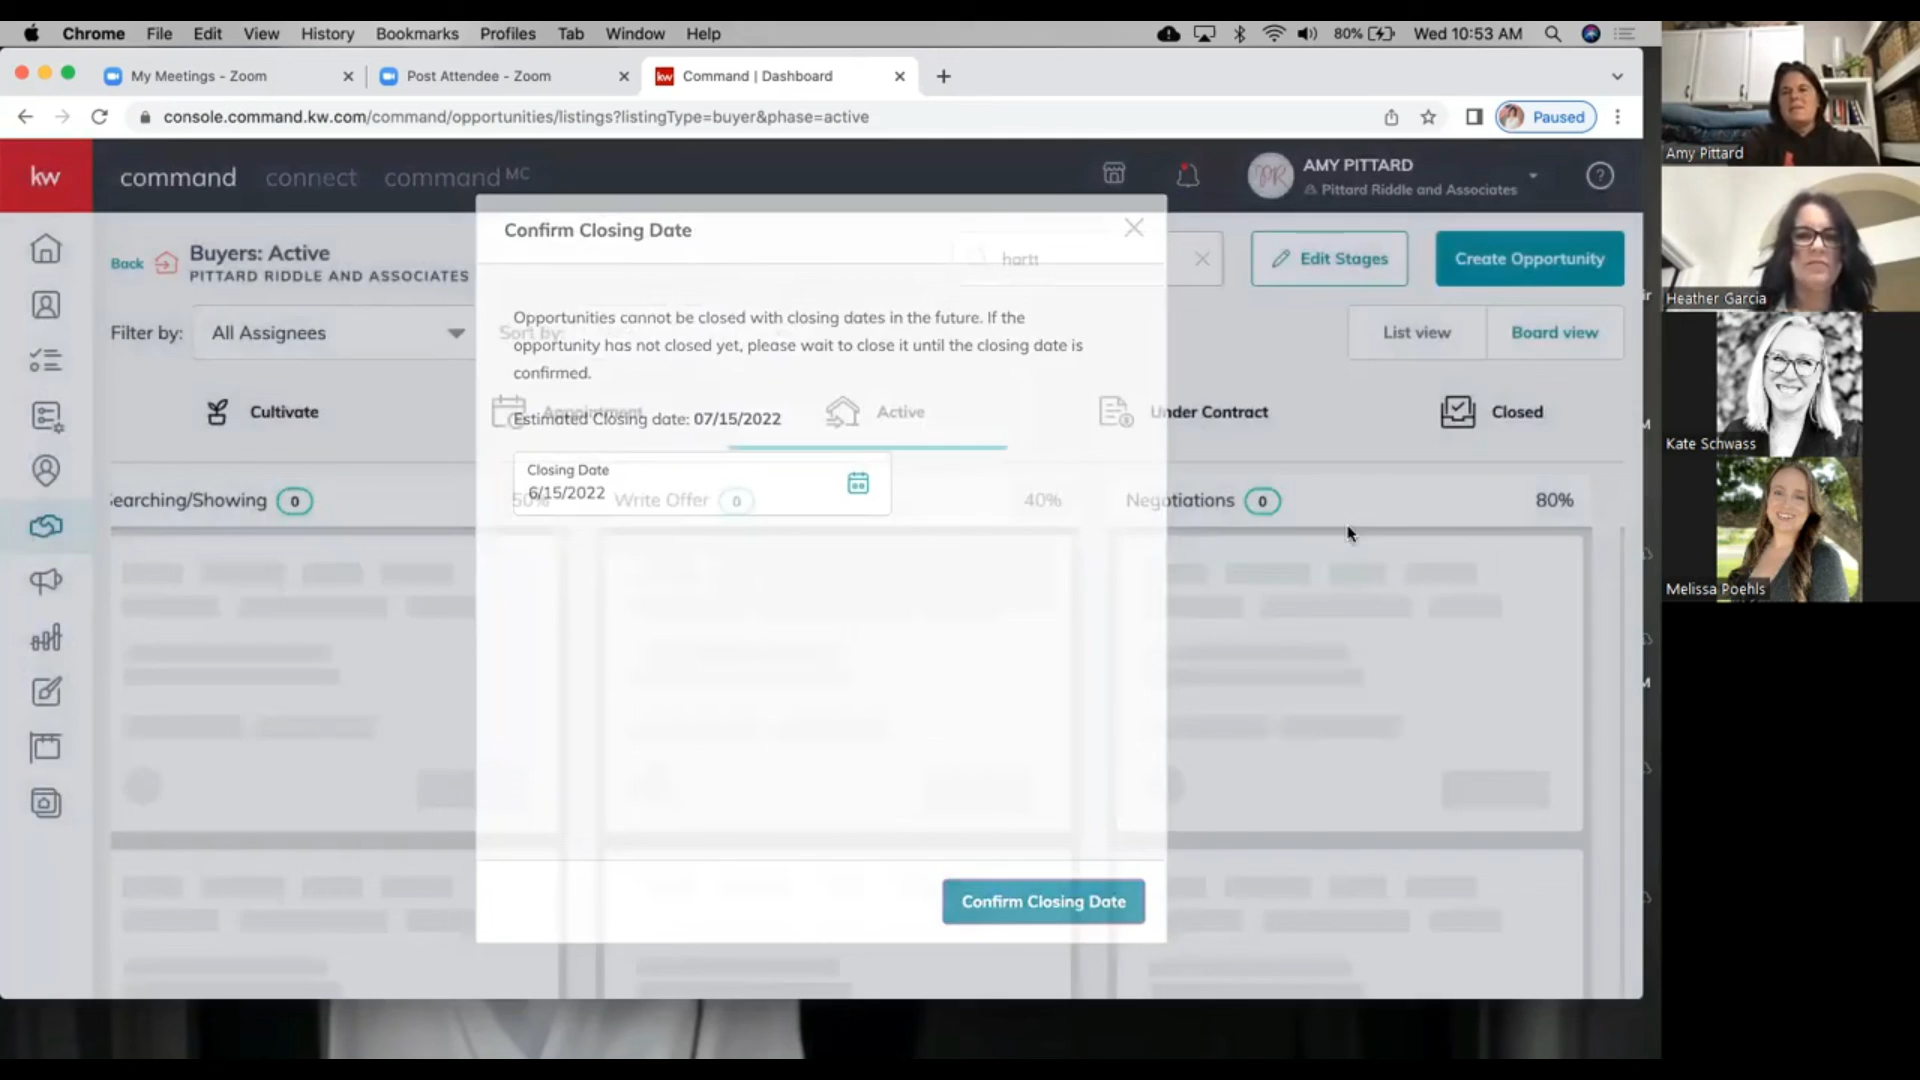 Chrome File Edit View History Bookmarks Profiles Tab Window Help 80% Wed 10:53 AM
My Meetings - Zoom Post Attendee - Zoom kw Command | Dashboard
console.command.kw.com/command/opportunities/listings?listingType=buyer&phase=active Paused
kw command connect command MC PR AMY PITTARD
Pittard Riddle and Associates
Back Buyers: Active
PITTARD RIDDLE AND ASSOCIATES
hartt
Edit Stages
Create Opportunity
Filter by: All Assignees
Sort by:
List view
Board view
Cultivate
Appointment
Active
Under Contract
Closed
Searching/Showing 0 50%
Write Offer 0 40%
Negotiations 0 80%
Confirm Closing Date
Opportunities cannot be closed with closing dates in the future. If the
opportunity has not closed yet, please wait to close it until the closing date is
confirmed.
Estimated Closing date: 07/15/2022
Closing Date
6/15/2022
Confirm Closing Date
Amy Pittard
Heather Garcia
Kate Schwass
Melissa Poehls